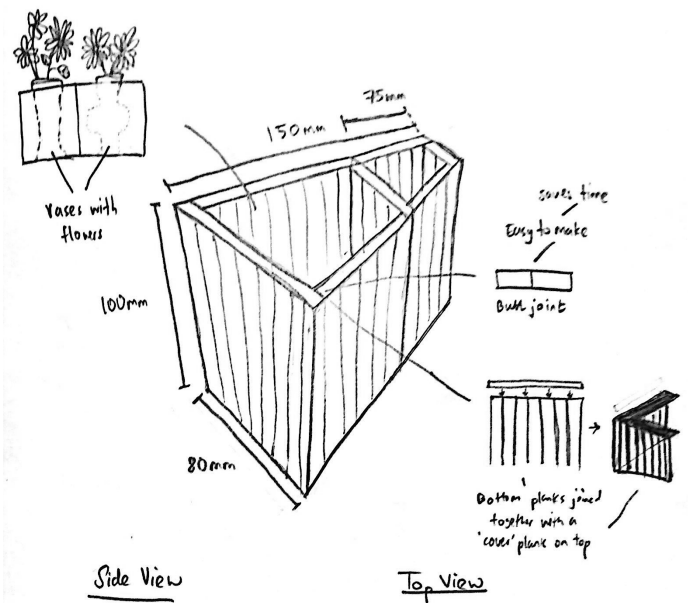 75mm
150mm
saves time
Easy to make
vases with
flowers
100mm
Butt joint
80mm
Bottom planks joined
together with a
'cover' plank on top
Side View
Top View